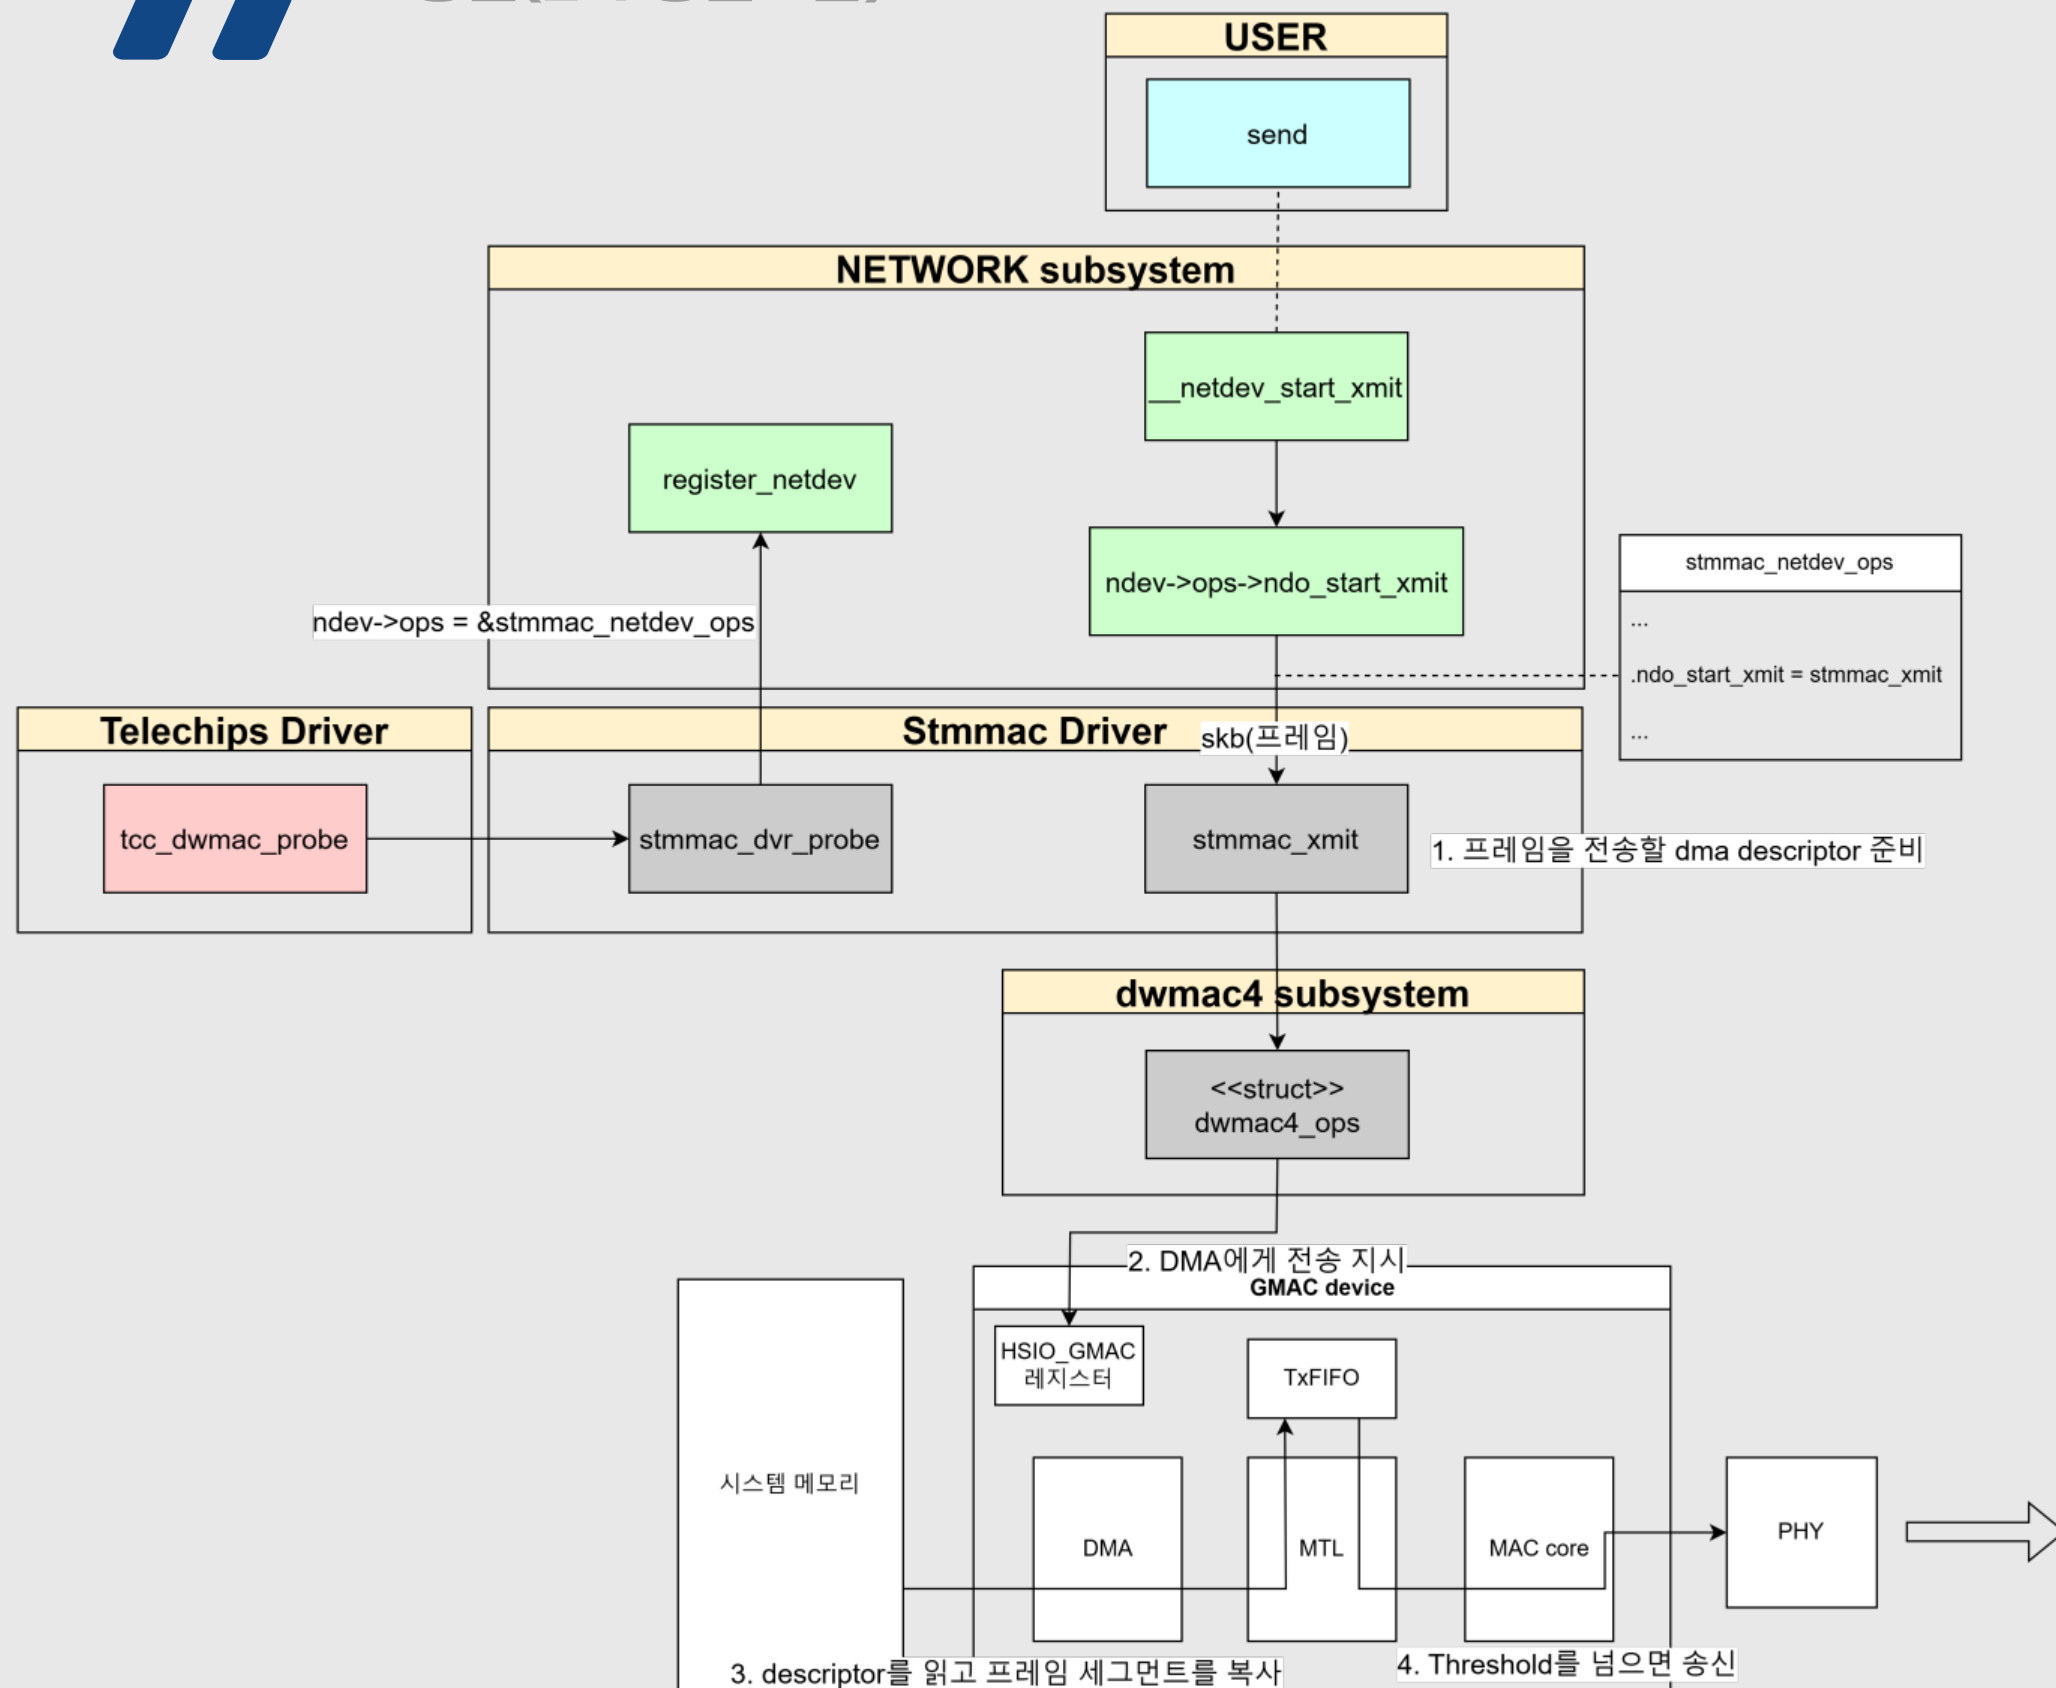 USER
send
NETWORK subsystem
__netdev_start_xmit
register_netdev
ndev->ops->ndo_start_xmit
stmmac_netdev_ops
...
.ndo_start_xmit = stmmac_xmit
...
ndev->ops = &stmmac_netdev_ops
Telechips Driver
Stmmac Driver
skb(프레임)
tcc_dwmac_probe
stmmac_dvr_probe
stmmac_xmit
1. 프레임을 전송할 dma descriptor 준비
dwmac4 subsystem
<<struct>>
dwmac4_ops
2. DMA에게 전송 지시
GMAC device
HSIO_GMAC
레지스터
TxFIFO
시스템 메모리
DMA
MTL
MAC core
PHY
3. descriptor를 읽고 프레임 세그먼트를 복사
4. Threshold를 넘으면 송신